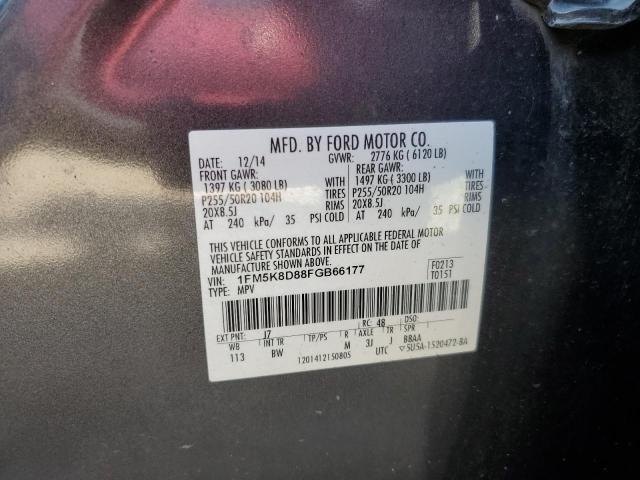 MFD. BY FORD MOTOR CO.
DATE: 12/14 GVWR: 2776 KG ( 6120 LB)
FRONT GAWR: REAR GAWR:
1397 KG ( 3080 LB) WITH 1497 KG ( 3300 LB) WITH
P255/50R20 104H TIRES P255/50R20 104H TIRES
20X8.5J RIMS 20X8.5J RIMS
AT 240 kPa/ 35 PSI COLD AT 240 kPa/ 35 PSI COLD
THIS VEHICLE CONFORMS TO ALL APPLICABLE FEDERAL MOTOR
VEHICLE SAFETY STANDARDS IN EFFECT ON THE DATE OF
MANUFACTURE SHOWN ABOVE.
VIN: 1FM5K8D88FGB66177 F0213
TYPE: MPV T0151
EXT PNT: J7 RC: 48 DSO:
WB INT TR TP/PS R AXLE TR SPR
113 BW M 3J J BBAA
1201412150805 UTC 5U5A-1520472-BA